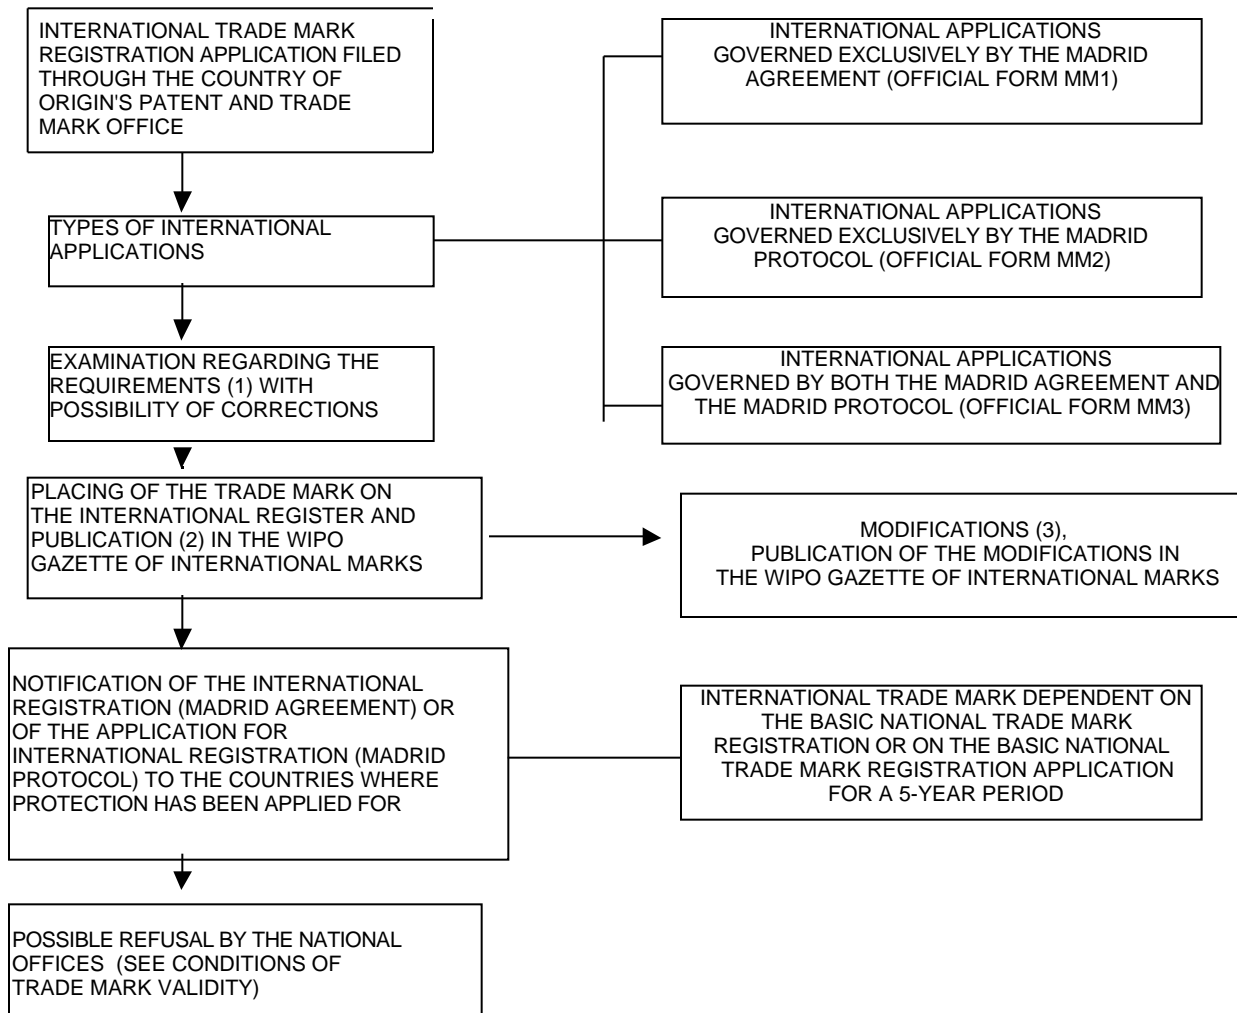 INTERNATIONAL TRADE MARK
REGISTRATION APPLICATION FILED
THROUGH THE COUNTRY OF
ORIGIN'S PATENT AND TRADE
MARK OFFICE
INTERNATIONAL APPLICATIONS
GOVERNED EXCLUSIVELY BY THE MADRID
AGREEMENT (OFFICIAL FORM MM1)
TYPES OF INTERNATIONAL
APPLICATIONS
INTERNATIONAL APPLICATIONS
GOVERNED EXCLUSIVELY BY THE MADRID
PROTOCOL (OFFICIAL FORM MM2)
EXAMINATION REGARDING THE
REQUIREMENTS (1) WITH
POSSIBILITY OF CORRECTIONS
INTERNATIONAL APPLICATIONS
GOVERNED BY BOTH THE MADRID AGREEMENT AND
THE MADRID PROTOCOL (OFFICIAL FORM MM3)
PLACING OF THE TRADE MARK ON
THE INTERNATIONAL REGISTER AND
PUBLICATION (2) IN THE WIPO
GAZETTE OF INTERNATIONAL MARKS
MODIFICATIONS (3),
PUBLICATION OF THE MODIFICATIONS IN
THE WIPO GAZETTE OF INTERNATIONAL MARKS
NOTIFICATION OF THE INTERNATIONAL
REGISTRATION (MADRID AGREEMENT) OR
OF THE APPLICATION FOR
INTERNATIONAL REGISTRATION (MADRID
PROTOCOL) TO THE COUNTRIES WHERE
PROTECTION HAS BEEN APPLIED FOR
INTERNATIONAL TRADE MARK DEPENDENT ON
THE BASIC NATIONAL TRADE MARK
REGISTRATION OR ON THE BASIC NATIONAL
TRADE MARK REGISTRATION APPLICATION
FOR A 5-YEAR PERIOD
POSSIBLE REFUSAL BY THE NATIONAL
OFFICES (SEE CONDITIONS OF
TRADE MARK VALIDITY)